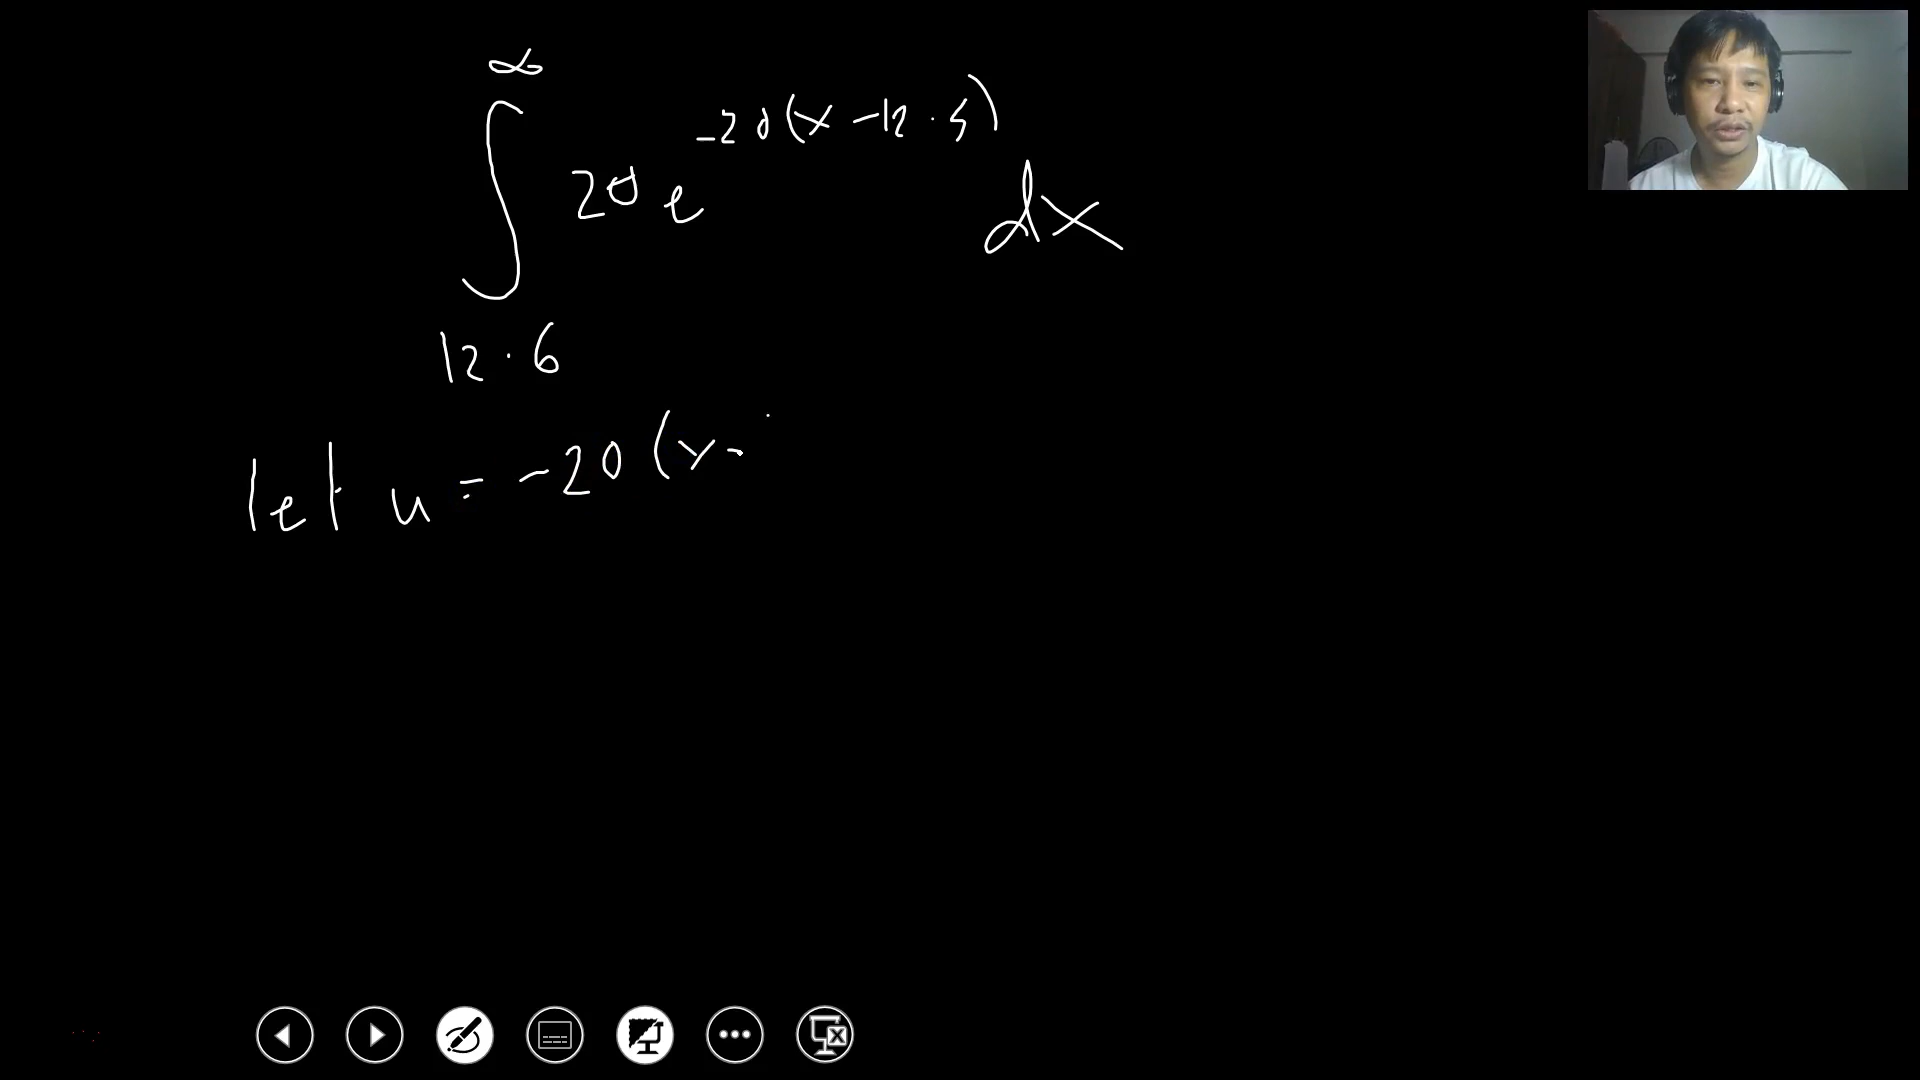 ∞
∫ 20 e^{-20(x-12.5)} dx
12.6
let u = -20(x-